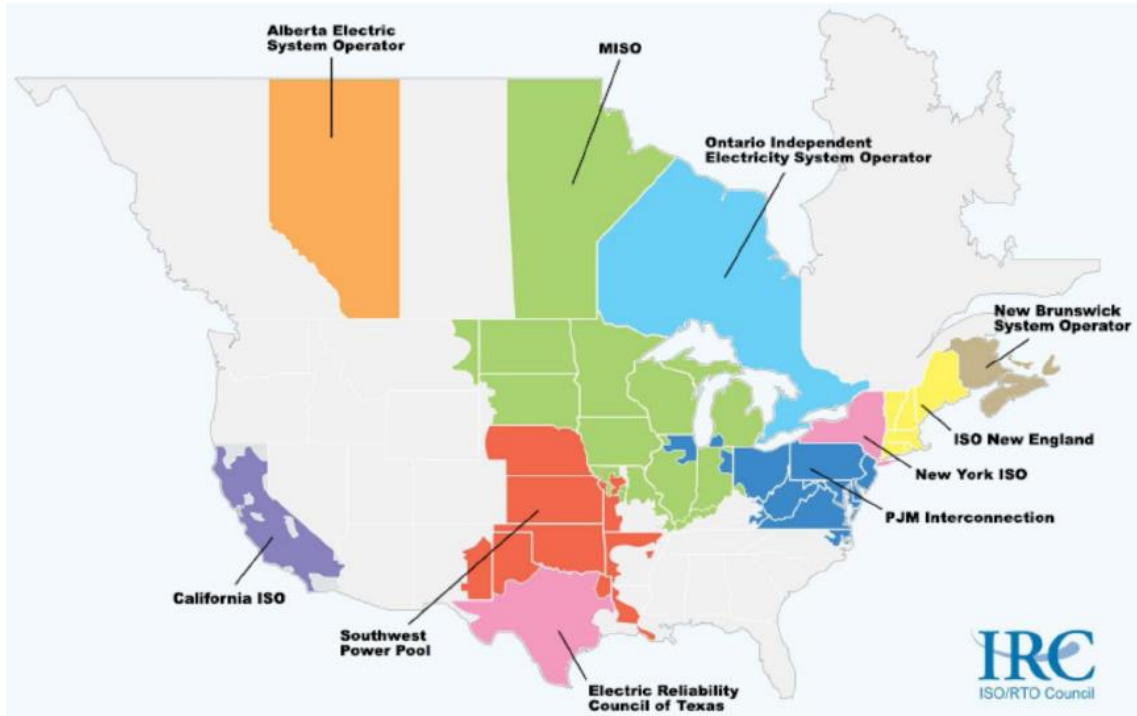 Alberta Electric
System Operator
MISO
Ontario Independent
Electricity System Operator
New Brunswick
System Operator
ISO New England
New York ISO
PJM Interconnection
California ISO
Southwest
Power Pool
Electric Reliability
Council of Texas
IRC
ISO/RTO Council